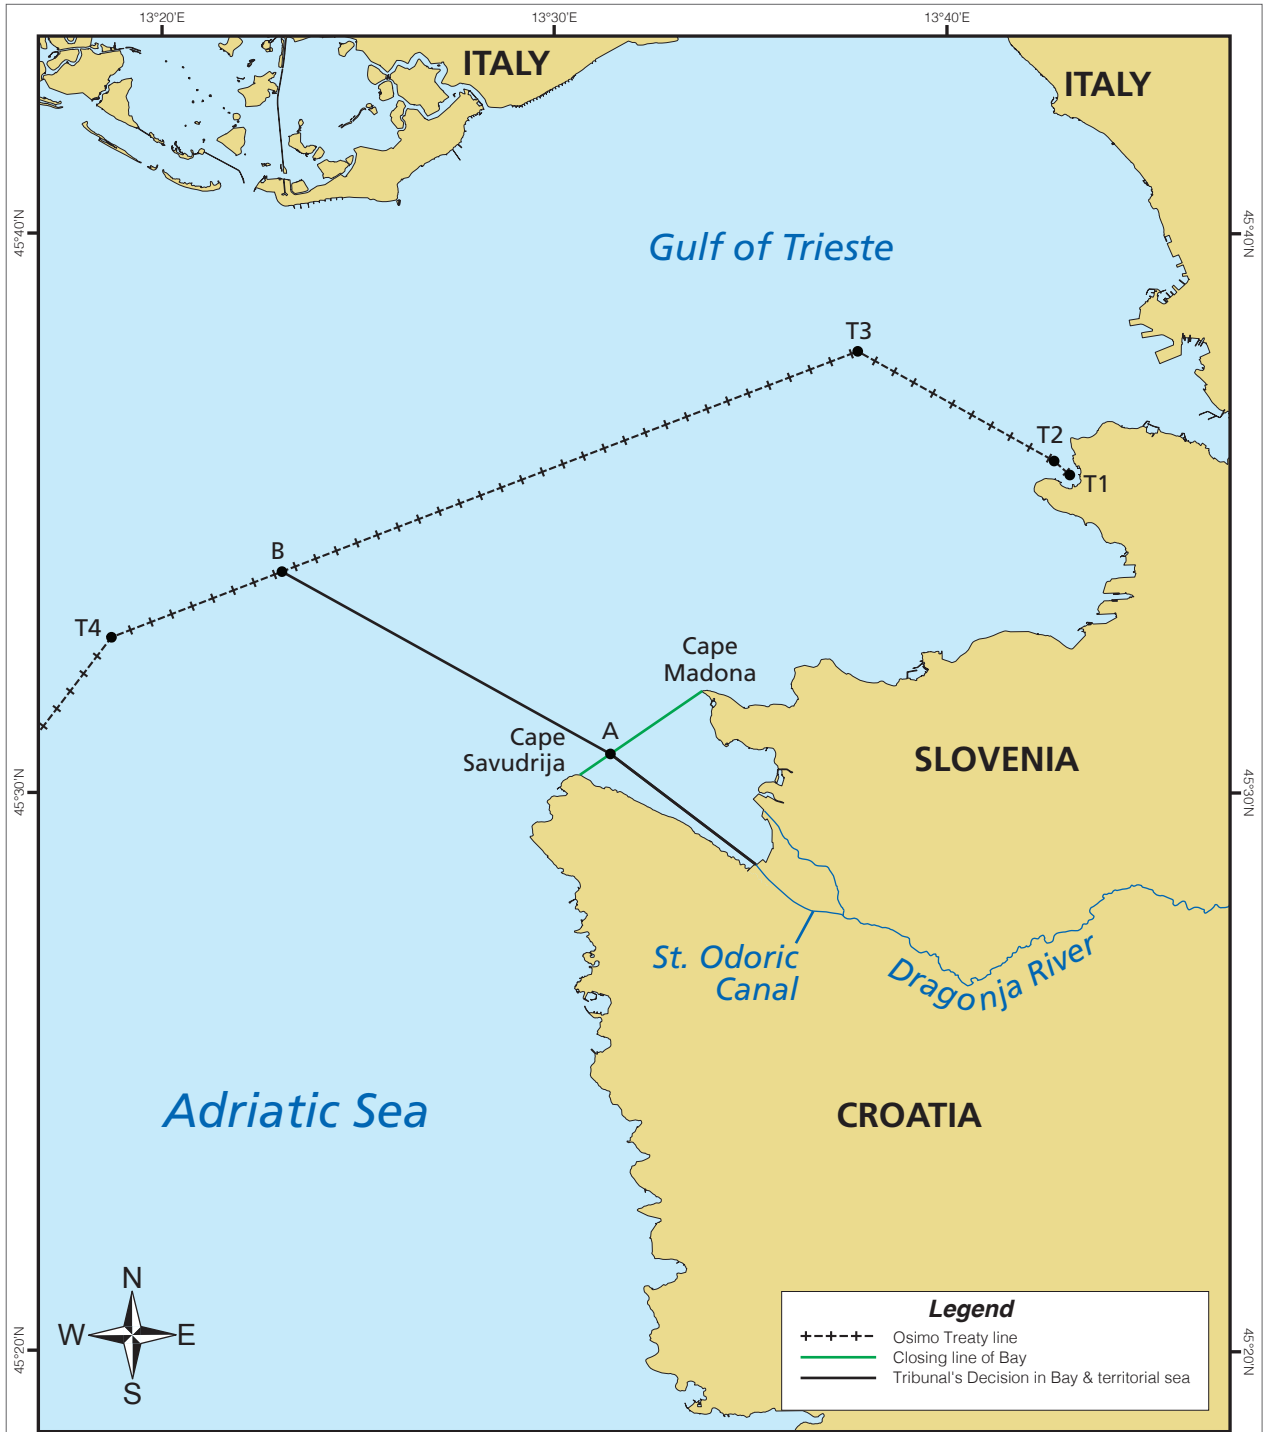 13°20'E
13°30'E
13°40'E
ITALY
ITALY
45°40'N
45°40'N
Gulf of Trieste
T3
T2
T1
B
T4
Cape
Madona
A
Cape
Savudrija
SLOVENIA
45°30'N
45°30'N
St. Odoric
Canal
Dragonja River
Adriatic Sea
CROATIA
N
W
E
S
45°20'N
45°20'N
Legend
Osimo Treaty line
Closing line of Bay
Tribunal's Decision in Bay & territorial sea